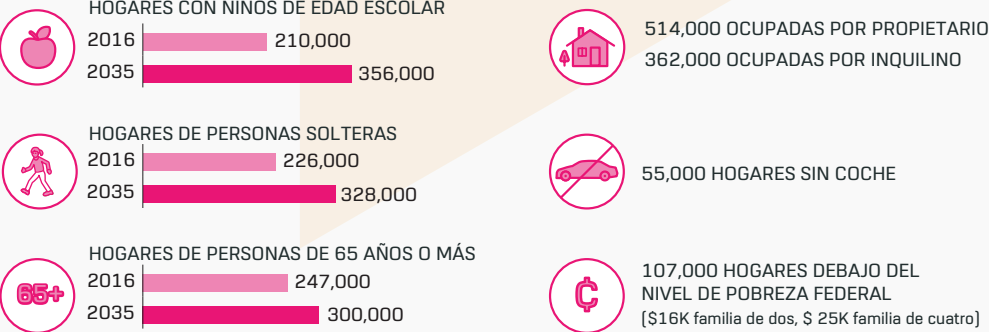 HOGARES CON NIÑOS DE EDAD ESCOLAR
2016 210,000
2035 356,000
HOGARES DE PERSONAS SOLTERAS
2016 226,000
2035 328,000
HOGARES DE PERSONAS DE 65 AÑOS O MÁS
65+
2016 247,000
2035 300,000
514,000 OCUPADAS POR PROPIETARIO
362,000 OCUPADAS POR INQUILINO
55,000 HOGARES SIN COCHE
¢
107,000 HOGARES DEBAJO DEL
NIVEL DE POBREZA FEDERAL
($16K familia de dos, $ 25K familia de cuatro)